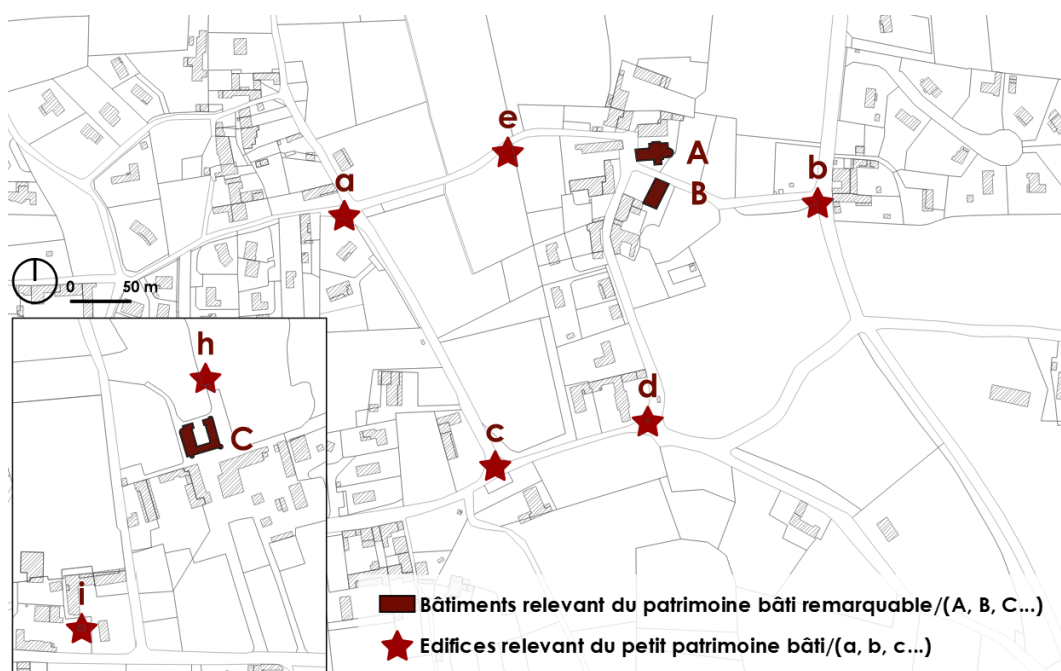 e
A
a
b
B
0 50 m
h
d
C
c
i
Bâtiments relevant du patrimoine bâti remarquable/(A, B, C...)
Edifices relevant du petit patrimoine bâti/(a, b, c...)